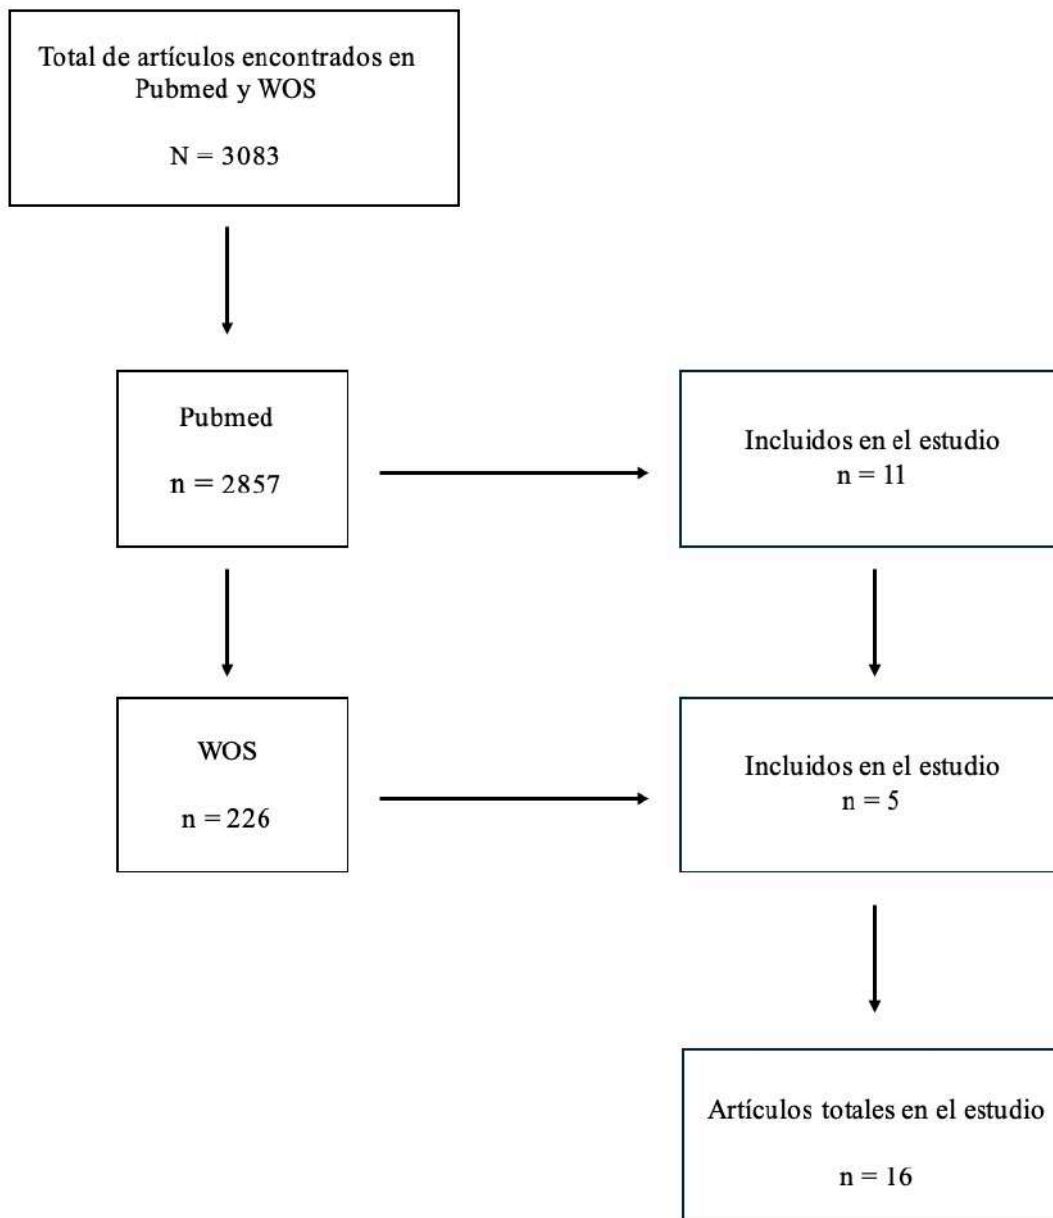 Total de artículos encontrados en
Pubmed y WOS
N = 3083
Pubmed
n = 2857
Incluidos en el estudio
n = 11
WOS
n = 226
Incluidos en el estudio
n = 5
Artículos totales en el estudio
n = 16